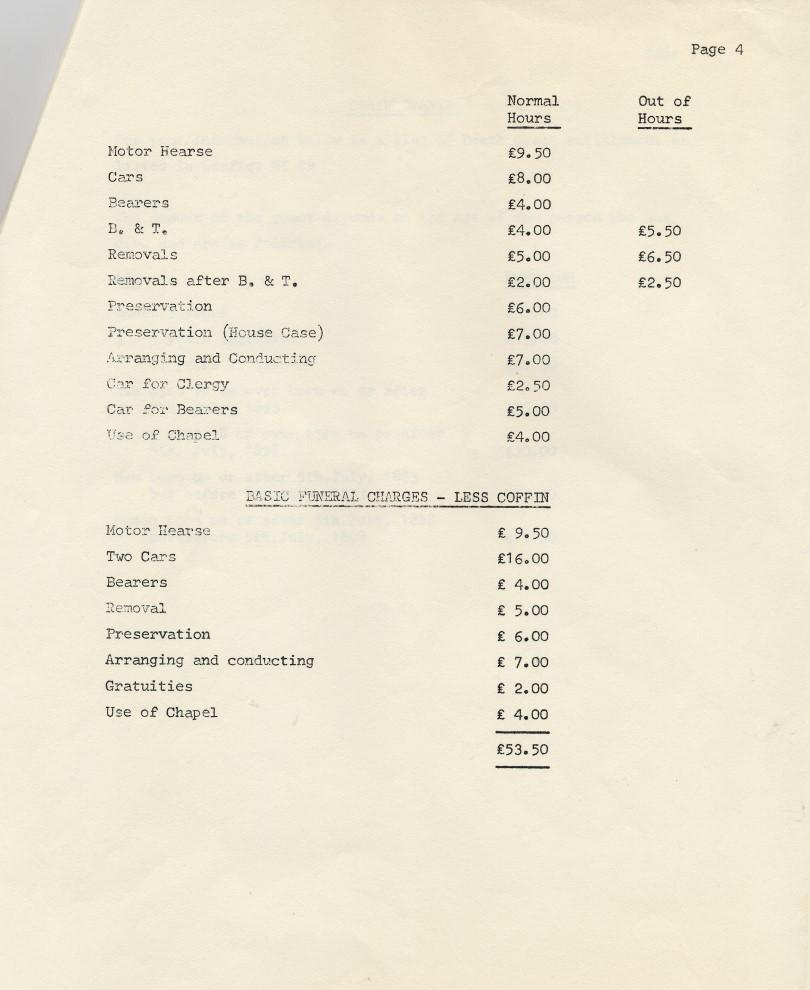 Page 4
Normal Out of
Hours Hours
Motor Hearse £9.50
Cars £8.00
Bearers £4.00
B. & T. £4.00 £5.50
Removals £5.00 £6.50
Removals after B. & T. £2.00 £2.50
Preservation £6.00
Preservation (House Case) £7.00
Arranging and Conducting £7.00
Car for Clergy £2.50
Car for Bearers £5.00
Use of Chapel £4.00
BASIC FUNERAL CHARGES - LESS COFFIN
Motor Hearse £ 9.50
Two Cars £16.00
Bearers £ 4.00
Removal £ 5.00
Preservation £ 6.00
Arranging and conducting £ 7.00
Gratuities £ 2.00
Use of Chapel £ 4.00
£53.50